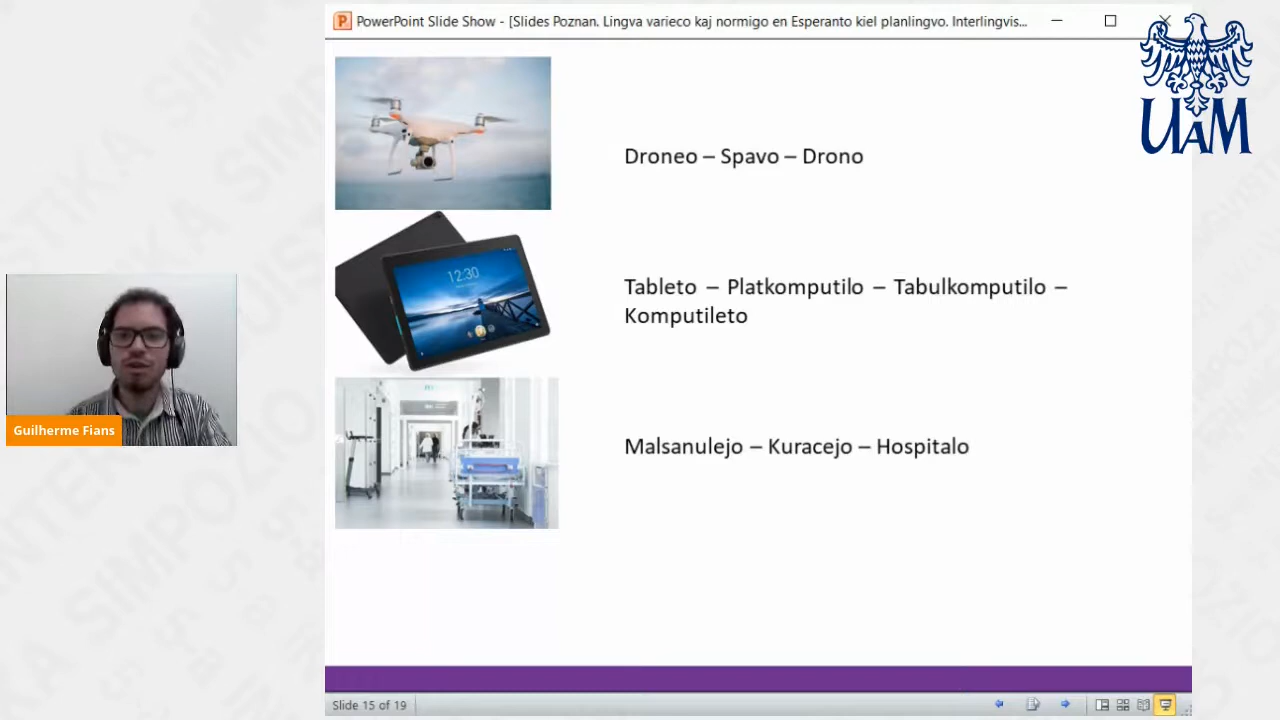 PowerPoint Slide Show - [Slides Poznan. Lingva varieco kaj normigo en Esperanto kiel planlingvo. Interlingvis...
UAM
Droneo – Spavo – Drono
12:30
Tableto – Platkomputilo – Tabulkomputilo –
Komputileto
Guilherme Fians
Malsanulejo – Kuracejo – Hospitalo
Slide 15 of 19